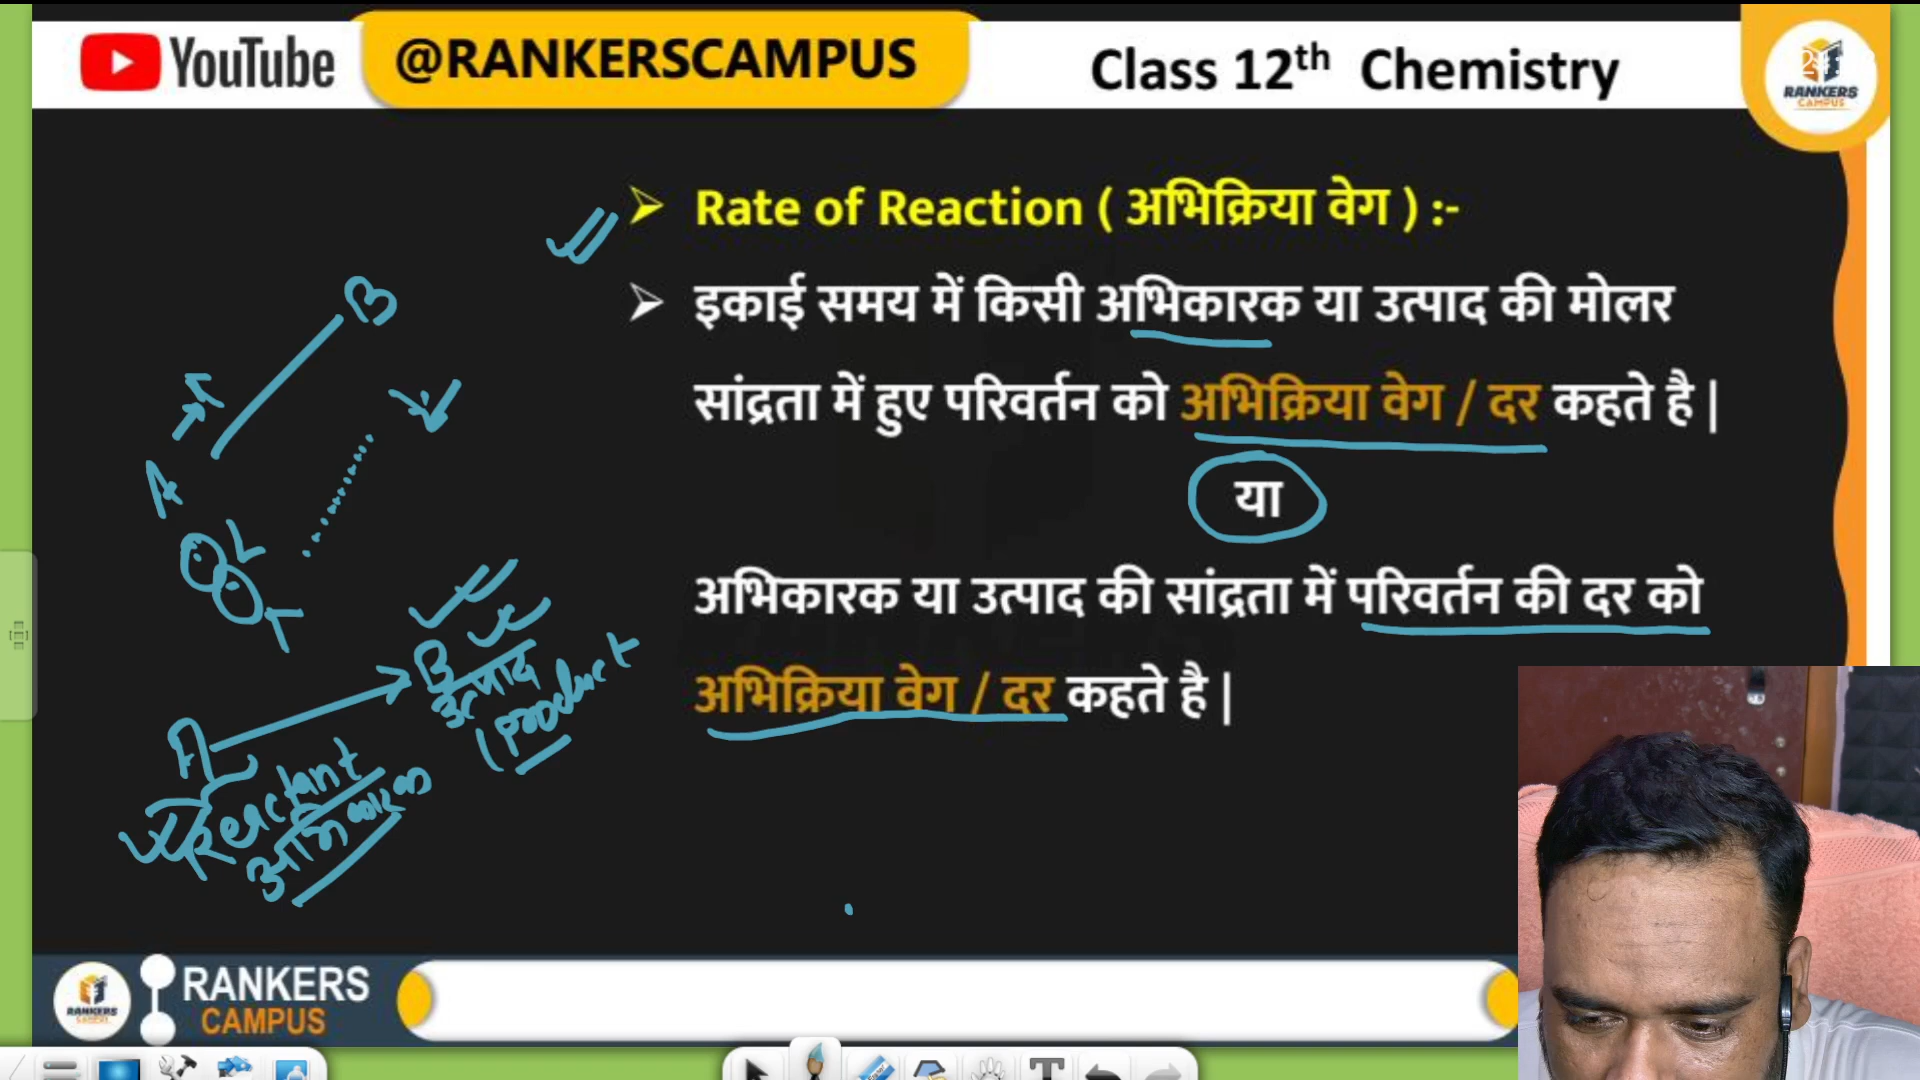 YouTube
@RANKERSCAMPUS
Class 12th Chemistry
RANKERS
CAMPUS
➤ Rate of Reaction ( अभिक्रिया वेग ) :-
➤ इकाई समय में किसी अभिकारक या उत्पाद की मोलर
सांद्रता में हुए परिवर्तन को अभिक्रिया वेग / दर कहते है |
या
अभिकारक या उत्पाद की सांद्रता में परिवर्तन की दर को
अभिक्रिया वेग / दर कहते है |
B
A
B
उत्पाद
(product
A
Reactant
अभिकारक
RANKERS
CAMPUS
RANKERS
CAMPUS
T